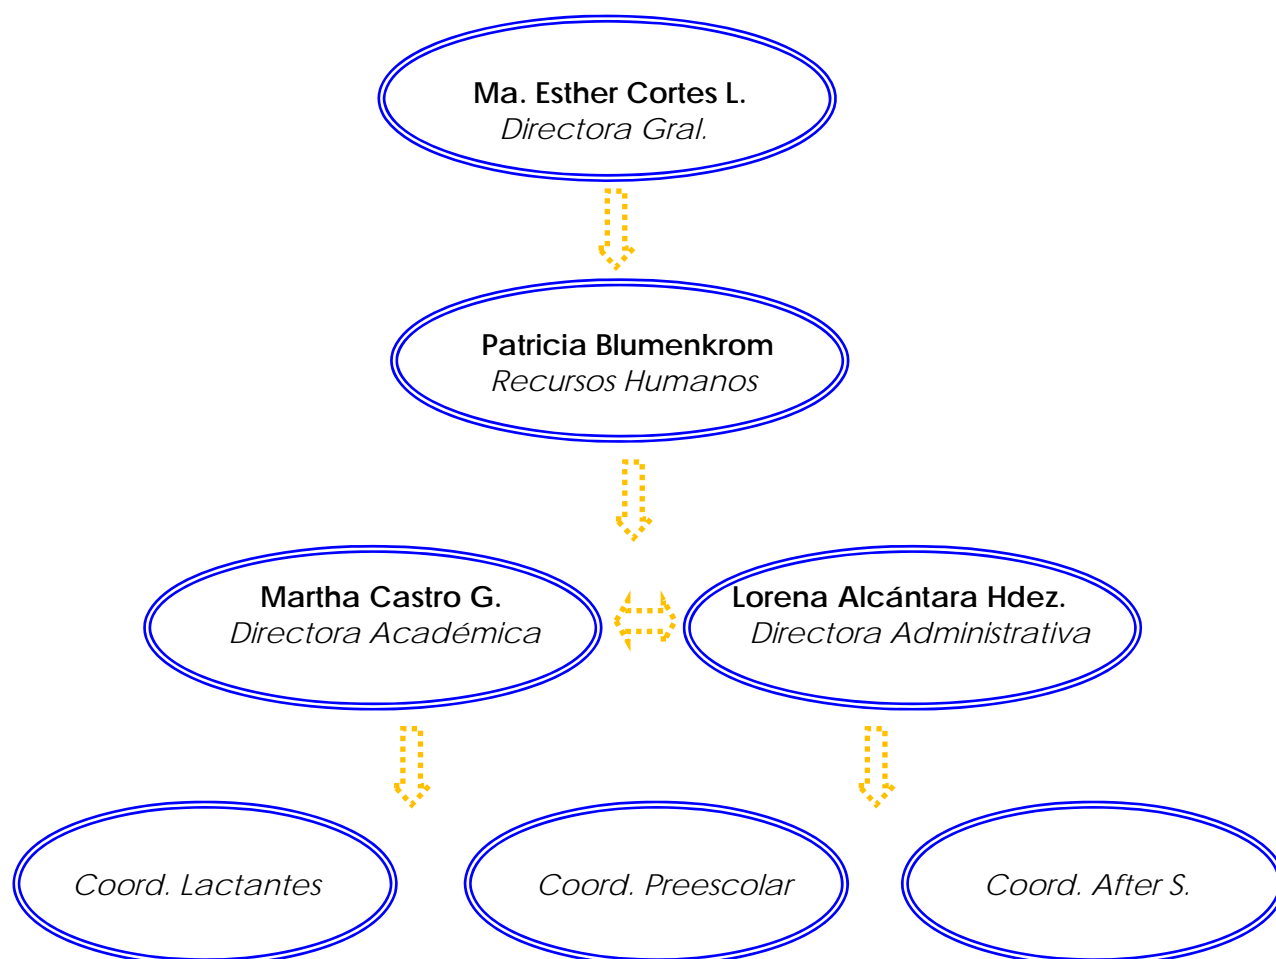 Ma. Esther Cortes L.
Directora Gral.
Patricia Blumenkrom
Recursos Humanos
Martha Castro G.
Directora Académica
Lorena Alcántara Hdez.
Directora Administrativa
Coord. Lactantes
Coord. Preescolar
Coord. After S.